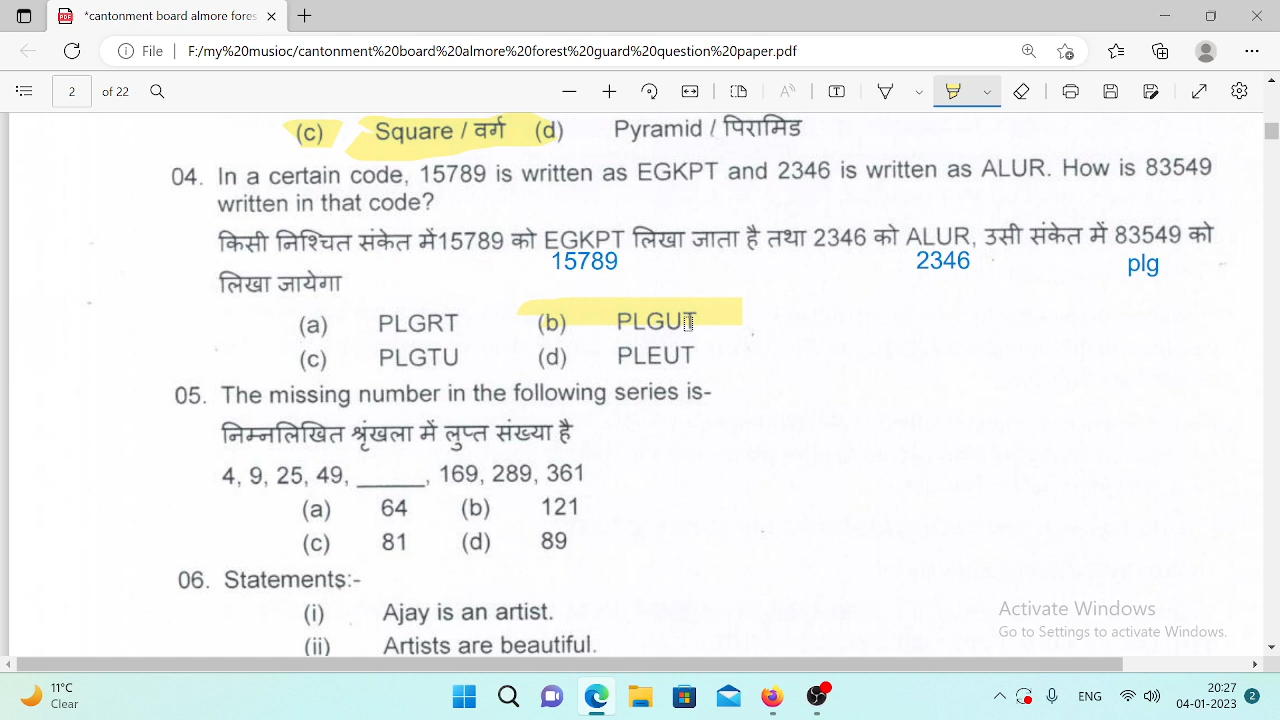 *cantonment board almore fores
File F:/my%20musioc/cantonment%20board%20almore%20forest%20guard%20question%20paper.pdf
2 of 22
(c) Square / वर्ग (d) Pyramid / पिरामिड
04. In a certain code, 15789 is written as EGKPT and 2346 is written as ALUR. How is 83549
written in that code?
किसी निश्चित संकेत में15789 को EGKPT लिखा जाता है तथा 2346 को ALUR, उसी संकेत में 83549 को
15789 2346 plg
लिखा जायेगा
(a) PLGRT (b) PLGUT
(c) PLGTU (d) PLEUT
05. The missing number in the following series is-
निम्नलिखित श्रृंखला में लुप्त संख्या है
4, 9, 25, 49, _____, 169, 289, 361
(a) 64 (b) 121
(c) 81 (d) 89
06. Statements:-
(i) Ajay is an artist.
(ii) Artists are beautiful.
Activate Windows
Go to Settings to activate Windows.
11°C
Clear
ENG
20:27
04-01-2023
2